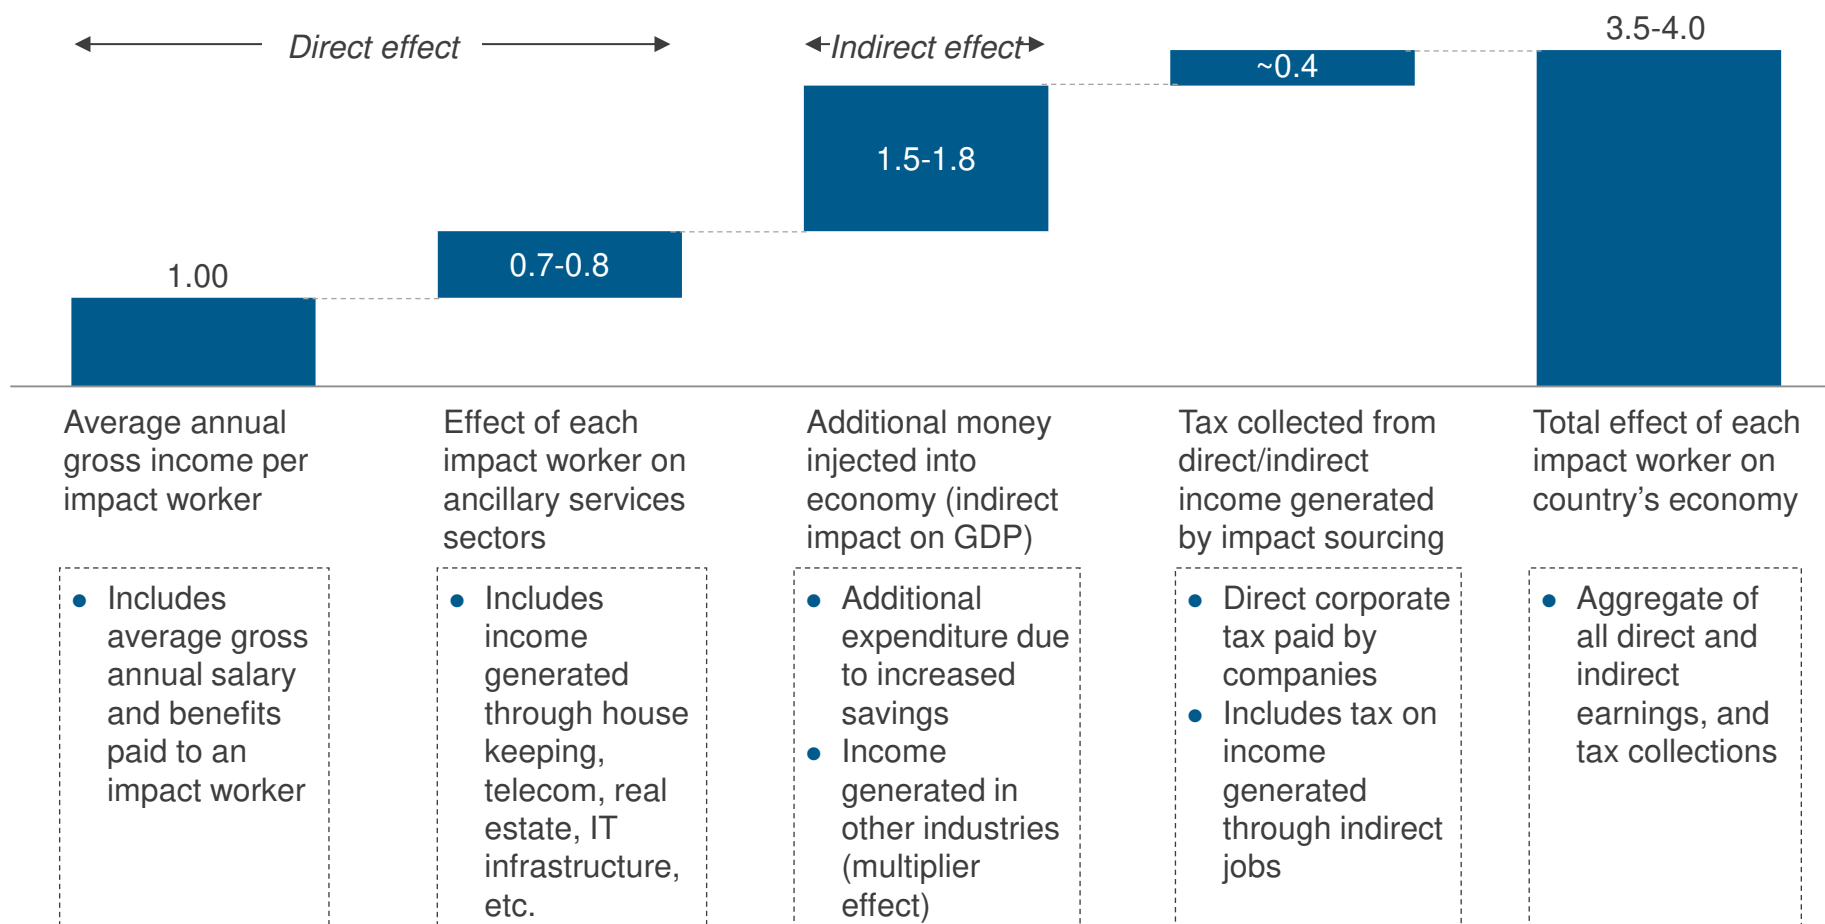 Direct effect
Indirect effect
3.5-4.0
~0.4
1.5-1.8
0.7-0.8
1.00
Average annual
gross income per
impact worker
Effect of each
impact worker on
ancillary services
sectors
Additional money
injected into
economy (indirect
impact on GDP)
Tax collected from
direct/indirect
income generated
by impact sourcing
Total effect of each
impact worker on
country’s economy
● Includes
average gross
annual salary
and benefits
paid to an
impact worker
● Includes
income
generated
through house
keeping,
telecom, real
estate, IT
infrastructure,
etc.
● Additional
expenditure due
to increased
savings
● Income
generated in
other industries
(multiplier
effect)
● Direct corporate
tax paid by
companies
● Includes tax on
income
generated
through indirect
jobs
● Aggregate of
all direct and
indirect
earnings, and
tax collections